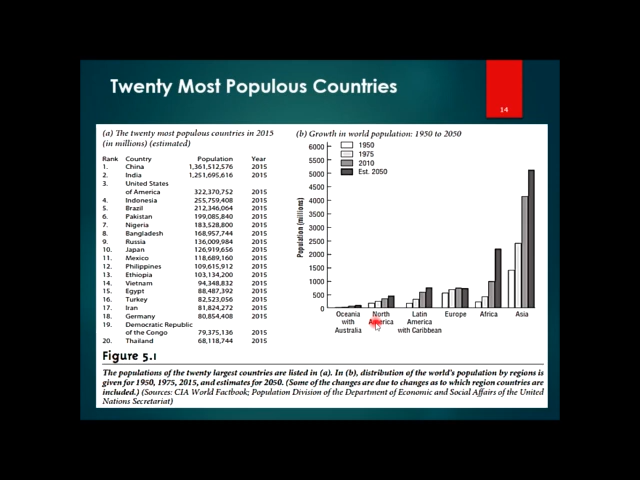 Twenty Most Populous Countries
14
(a) The twenty most populous countries in 2015
(in millions) (estimated)
Rank Country Population Year
1. China 1,361,512,576 2015
2. India 1,251,695,616 2015
3. United States
of America 322,370,752 2015
4. Indonesia 255,759,408 2015
5. Brazil 212,346,064 2015
6. Pakistan 199,085,840 2015
7. Nigeria 183,528,800 2015
8. Bangladesh 168,957,744 2015
9. Russia 136,009,984 2015
10. Japan 126,919,656 2015
11. Mexico 118,689,160 2015
12. Philippines 109,615,912 2015
13. Ethiopia 103,134,200 2015
14. Vietnam 94,348,832 2015
15. Egypt 88,487,392 2015
16. Turkey 82,523,056 2015
17. Iran 81,824,272 2015
18. Germany 80,854,408 2015
19. Democratic Republic
of the Congo 79,375,136 2015
20. Thailand 68,118,744 2015
(b) Growth in world population: 1950 to 2050
1950
1975
2010
Est. 2050
Population (millions)
6000
5500
5000
4500
4000
3500
3000
2500
2000
1500
1000
500
0
Oceania with Australia
North America
Latin America with Caribbean
Europe
Africa
Asia
Figure 5.1
The populations of the twenty largest countries are listed in (a). In (b), distribution of the world's population by regions is
given for 1950, 1975, 2015, and estimates for 2050. (Some of the changes are due to changes as to which region countries are
included.) (Sources: CIA World Factbook; Population Division of the Department of Economic and Social Affairs of the United
Nations Secretariat)